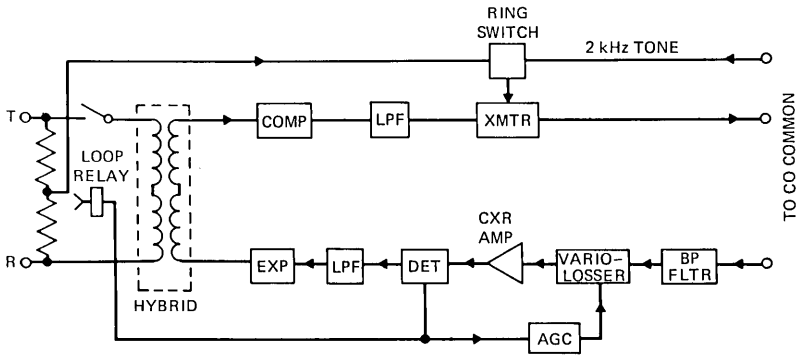 RING
SWITCH
2 kHz TONE
T
COMP
LPF
XMTR
LOOP
RELAY
TO CO COMMON
CXR
AMP
R
EXP
LPF
DET
VARIO-
LOSSER
BP
FLTR
HYBRID
AGC